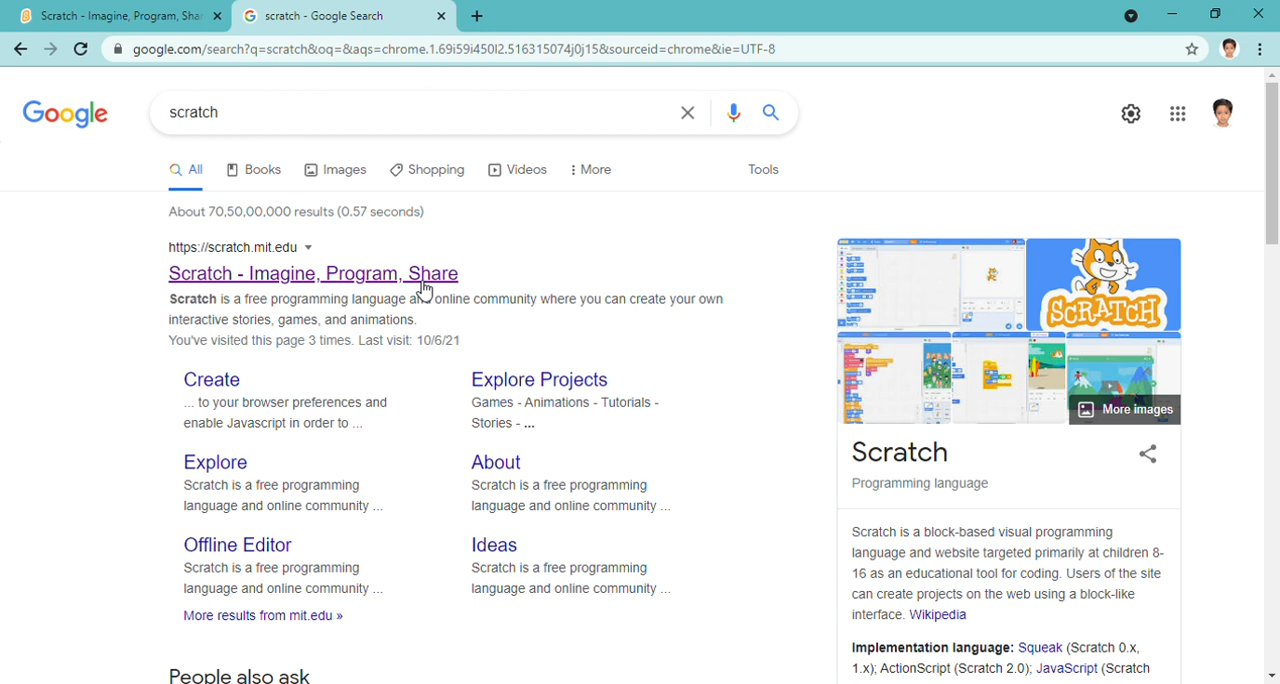 Scratch - Imagine, Program, Shar
scratch - Google Search
google.com/search?q=scratch&oq=&aqs=chrome.1.69i59i450l2.516315074j0j15&sourceid=chrome&ie=UTF-8
Google
scratch
All
Books
Images
Shopping
Videos
More
Tools
About 70,50,00,000 results (0.57 seconds)
https://scratch.mit.edu
Scratch - Imagine, Program, Share
Scratch is a free programming language and online community where you can create your own
interactive stories, games, and animations.
You've visited this page 3 times. Last visit: 10/6/21
Create
... to your browser preferences and
enable Javascript in order to ...
Explore Projects
Games - Animations - Tutorials -
Stories - ...
Explore
Scratch is a free programming
language and online community ...
About
Scratch is a free programming
language and online community ...
Offline Editor
Scratch is a free programming
language and online community ...
Ideas
Scratch is a free programming
language and online community ...
More results from mit.edu »
People also ask
SCRATCH
More images
Scratch
Programming language
Scratch is a block-based visual programming
language and website targeted primarily at children 8-
16 as an educational tool for coding. Users of the site
can create projects on the web using a block-like
interface. Wikipedia
Implementation language: Squeak (Scratch 0.x,
1.x); ActionScript (Scratch 2.0); JavaScript (Scratch